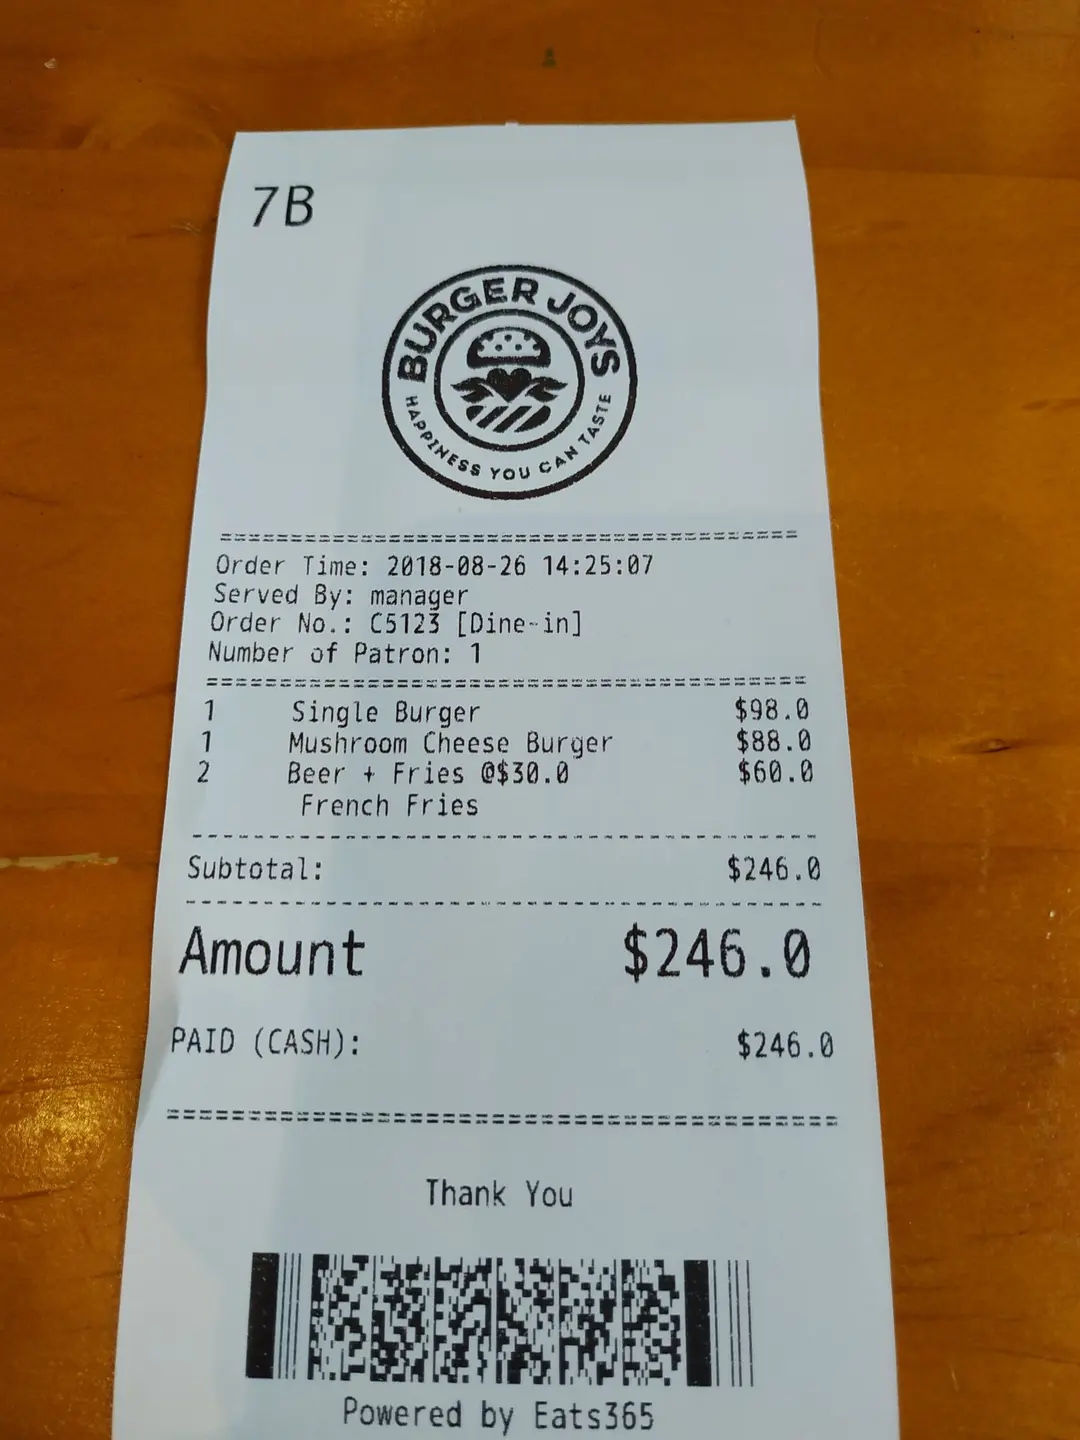 7B
BURGER JOYS
HAPPINESS YOU CAN TASTE
Order Time: 2018-08-26 14:25:07
Served By: manager
Order No.: C5123 [Dine-in]
Number of Patron: 1
1 Single Burger $98.0
1 Mushroom Cheese Burger $88.0
2 Beer + Fries @$30.0 $60.0
French Fries
Subtotal: $246.0
Amount $246.0
PAID (CASH): $246.0
Thank You
Powered by Eats365